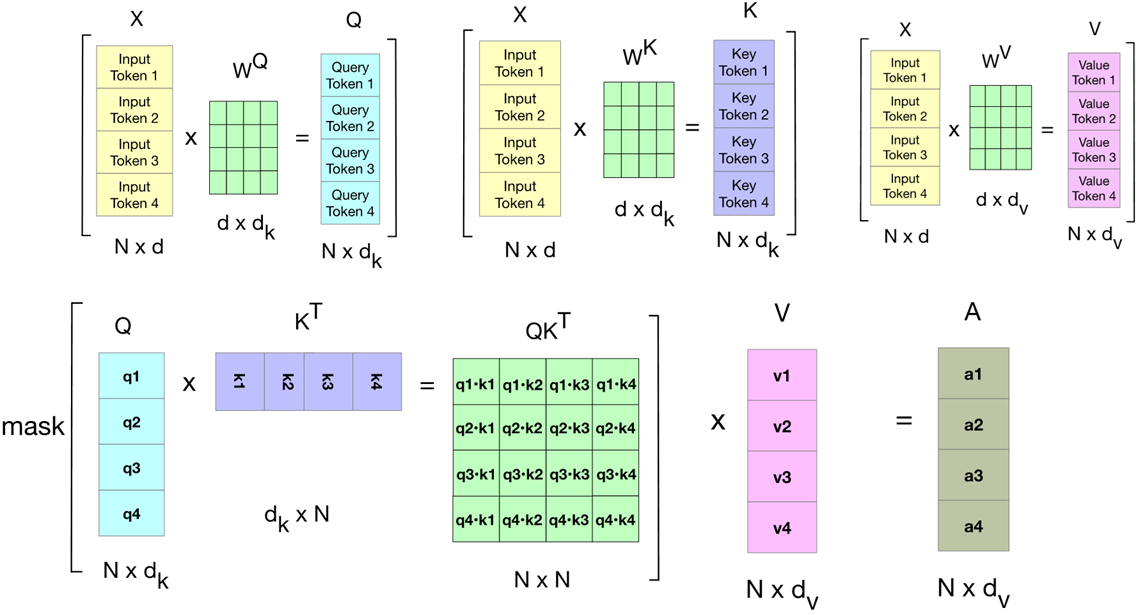 X
W^Q
Q
Input Token 1
Input Token 2
Input Token 3
Input Token 4
x
=
Query Token 1
Query Token 2
Query Token 3
Query Token 4
N x d
d x d_k
N x d_k
X
W^K
K
Input Token 1
Input Token 2
Input Token 3
Input Token 4
x
=
Key Token 1
Key Token 2
Key Token 3
Key Token 4
N x d
d x d_k
N x d_k
X
W^V
V
Input Token 1
Input Token 2
Input Token 3
Input Token 4
x
=
Value Token 1
Value Token 2
Value Token 3
Value Token 4
N x d
d x d_v
N x d_v
mask
Q
q1
q2
q3
q4
N x d_k
x
K^T
k1 k2 k3 k4
d_k x N
=
QK^T
q1•k1 q1•k2 q1•k3 q1•k4
q2•k1 q2•k2 q2•k3 q2•k4
q3•k1 q3•k2 q3•k3 q3•k4
q4•k1 q4•k2 q4•k3 q4•k4
N x N
x
V
v1
v2
v3
v4
N x d_v
=
A
a1
a2
a3
a4
N x d_v